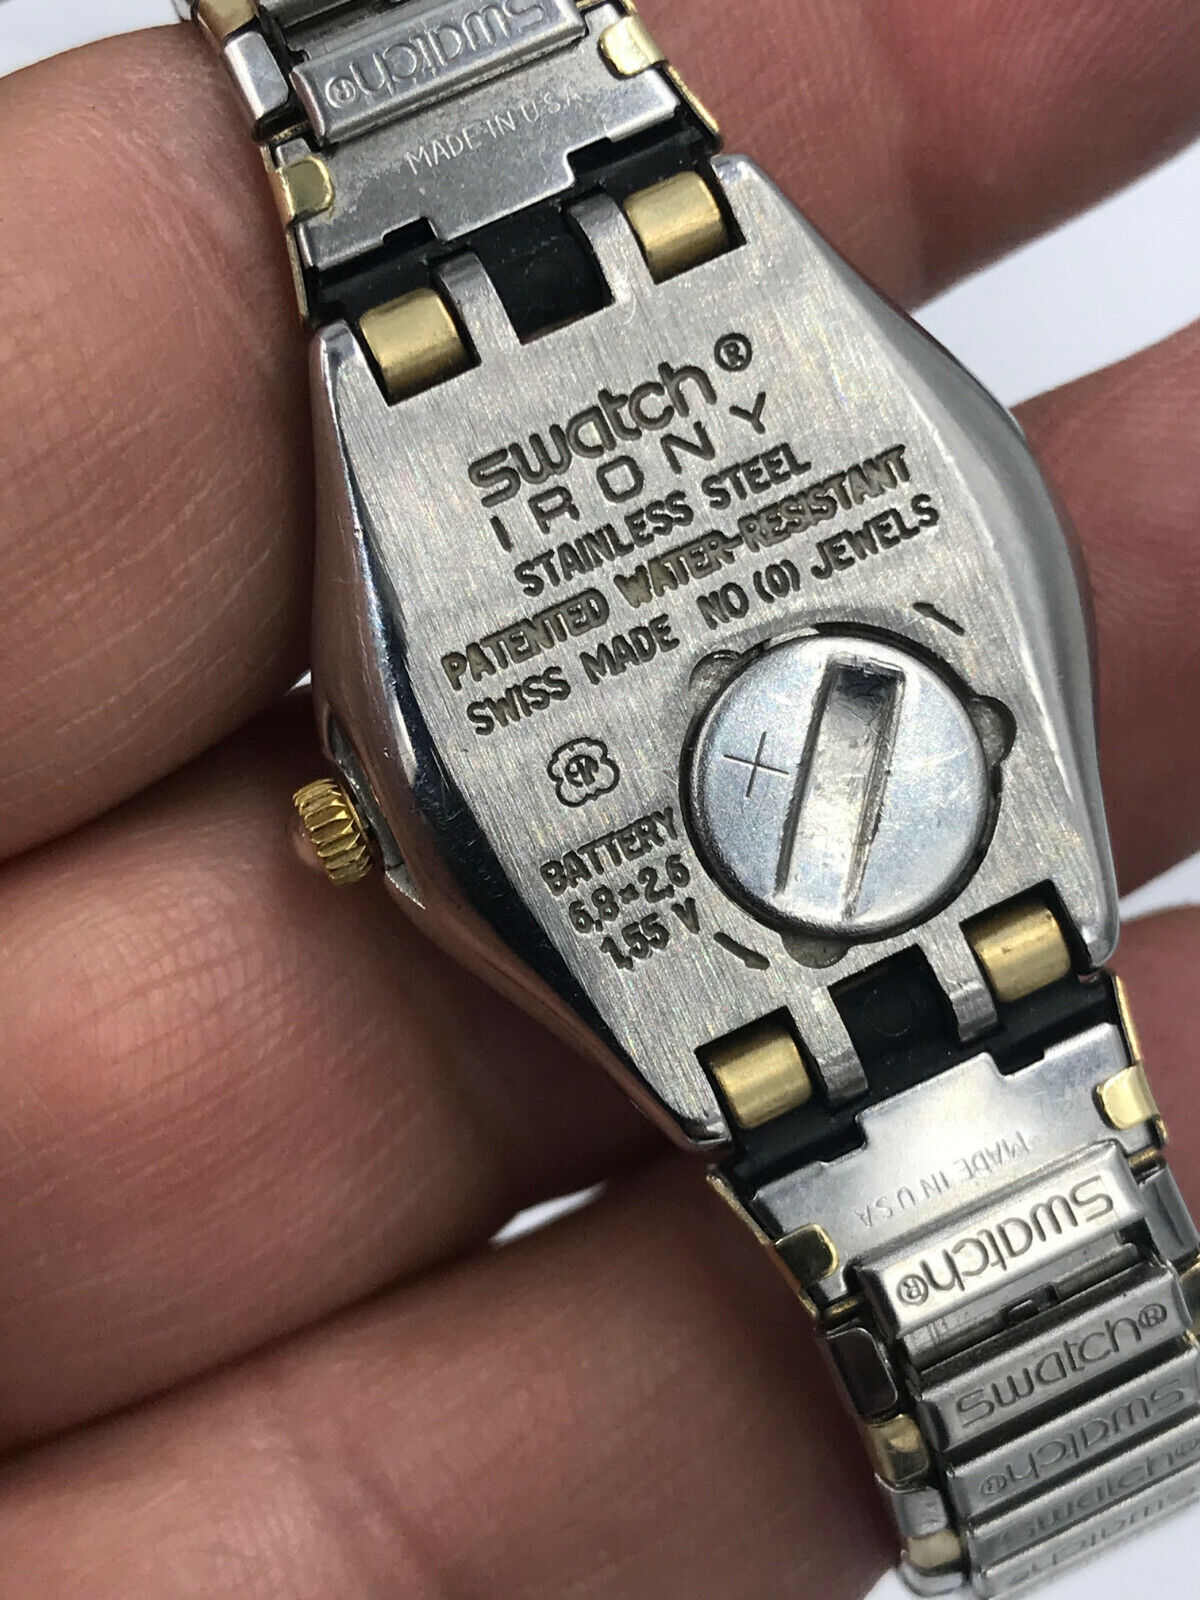 swatch®
MADE IN U.S.A
swatch®
IRONY
STAINLESS STEEL
PATENTED WATER-RESISTANT
SWISS MADE NO (0) JEWELS
+
BATTERY
6,8×2,6
1,55 V
MADE IN U.S.A
swatch®
swatch®
swatch®
swatch®
swatch